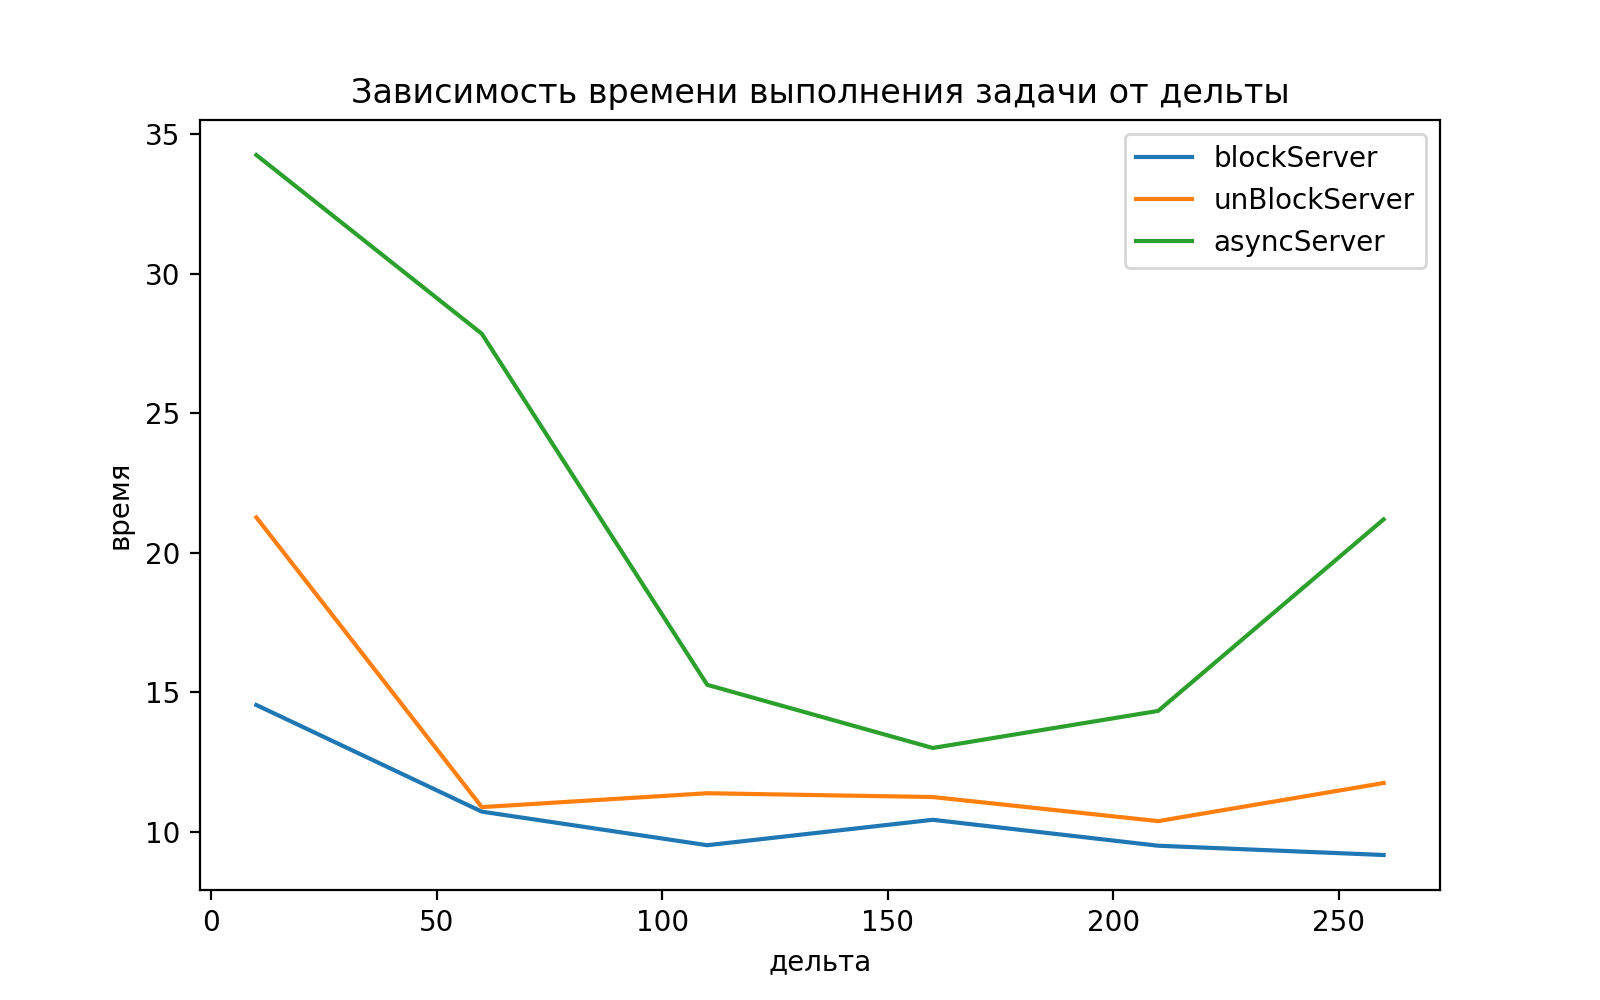 Зависимость времени выполнения задачи от дельты
blockServer
unBlockServer
asyncServer
35
30
25
20
15
10
время
0 50 100 150 200 250
дельта